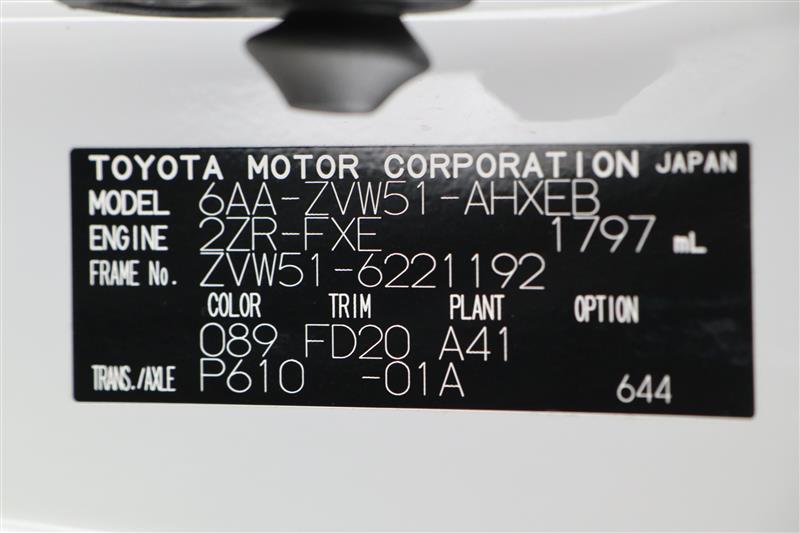 TOYOTA MOTOR CORPORATION JAPAN
MODEL 6AA-ZVW51-AHXEB
ENGINE 2ZR-FXE 1797 mL
FRAME No. ZVW51-6221192
COLOR TRIM PLANT OPTION
089 FD20 A41
TRANS./AXLE P610 -01A 644